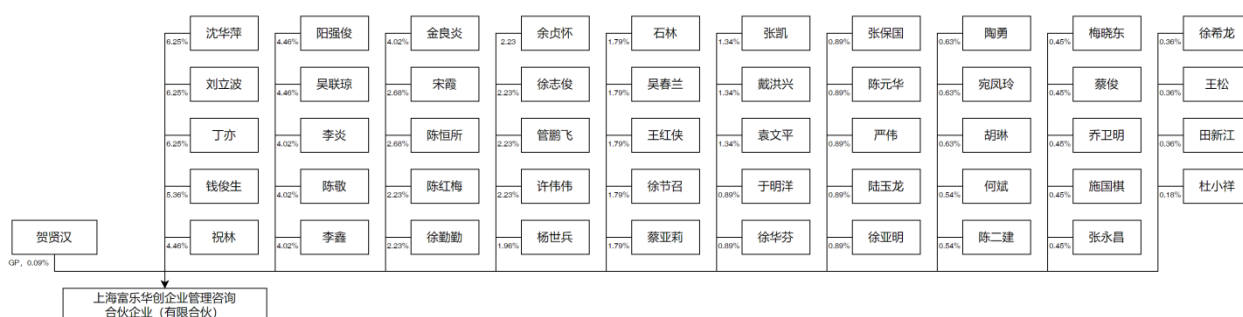 沈华萍 阳强俊 金良炎 余贞怀 石林 张凯 张保国 陶勇 梅晓东 徐希龙
6.25% 4.46% 4.02% 2.23 1.79% 1.34% 0.89% 0.63% 0.45% 0.36%
刘立波 吴联琼 宋霞 徐志俊 吴春兰 戴洪兴 陈元华 宛凤玲 蔡俊 王松
6.25% 4.46% 2.68% 2.23% 1.79% 1.34% 0.89% 0.63% 0.45% 0.36%
丁亦 李炎 陈恒所 管鹏飞 王红侠 袁文平 严伟 胡琳 乔卫明 田新江
6.25% 4.02% 2.68% 2.23% 1.79% 1.34% 0.89% 0.63% 0.45% 0.36%
钱俊生 陈敬 陈红梅 许伟伟 徐节召 于明洋 陆玉龙 何斌 施国棋 杜小祥
5.36% 4.02% 2.23% 2.23% 1.79% 0.89% 0.89% 0.54% 0.45% 0.18%
贺贤汉 祝林 李鑫 徐勤勤 杨世兵 蔡亚莉 徐华芬 徐亚明 陈二建 张永昌
4.46% 4.02% 2.23% 1.96% 1.79% 0.89% 0.89% 0.54% 0.45%
GP，0.09%
上海富乐华创企业管理咨询
合伙企业（有限合伙）